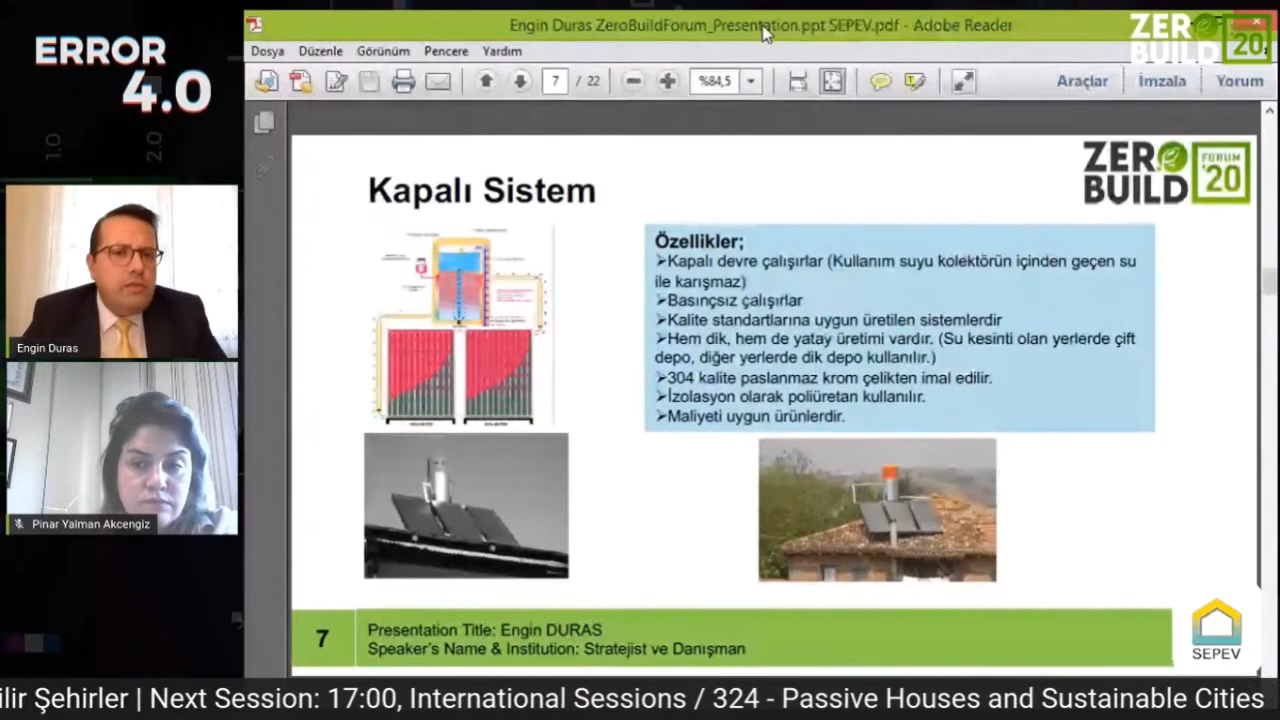 ERROR
4.0
1.0
2.0
Engin Duras ZeroBuildForum_Presentation.ppt SEPEV.pdf - Adobe Reader
ZERO
BUILD
'20
Dosya Düzenle Görünüm Pencere Yardım
7 / 22
%84,5
Araçlar İmzala Yorum
ZERO
BUILD
FORUM
'20
Kapalı Sistem
Özellikler;
➢Kapalı devre çalışırlar (Kullanım suyu kolektörün içinden geçen su
ile karışmaz)
➢Basınçsız çalışırlar
➢Kalite standartlarına uygun üretilen sistemlerdir
➢Hem dik, hem de yatay üretimi vardır. (Su kesinti olan yerlerde çift
depo, diğer yerlerde dik depo kullanılır.)
➢304 kalite paslanmaz krom çelikten imal edilir.
➢İzolasyon olarak poliüretan kullanılır.
➢Maliyeti uygun ürünlerdir.
Engin Duras
Pinar Yalman Akcengiz
7
Presentation Title: Engin DURAS
Speaker's Name & Institution: Stratejist ve Danışman
SEPEV
ilir Şehirler | Next Session: 17:00, International Sessions / 324 - Passive Houses and Sustainable Cities